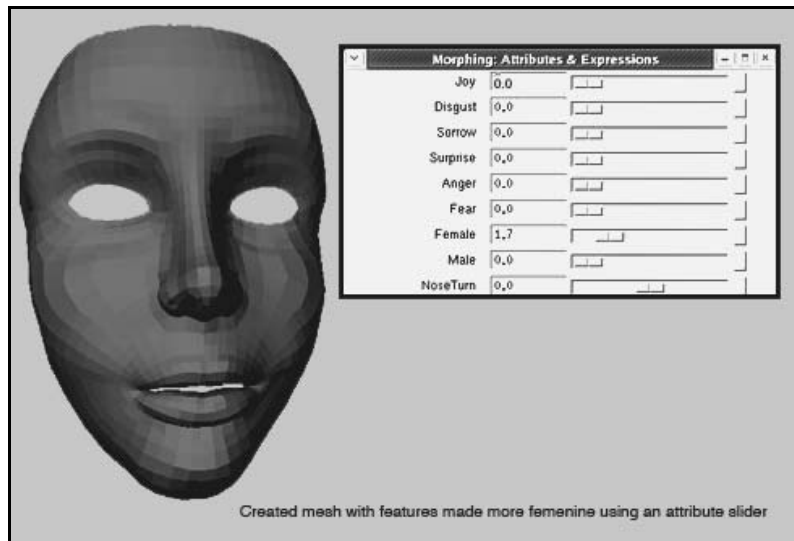 Morphing: Attributes & Expressions
Joy 0.0
Disgust 0.0
Sorrow 0.0
Surprise 0.0
Anger 0.0
Fear 0.0
Female 1.7
Male 0.0
NoseTurn 0.0
Created mesh with features made more femenine using an attribute slider